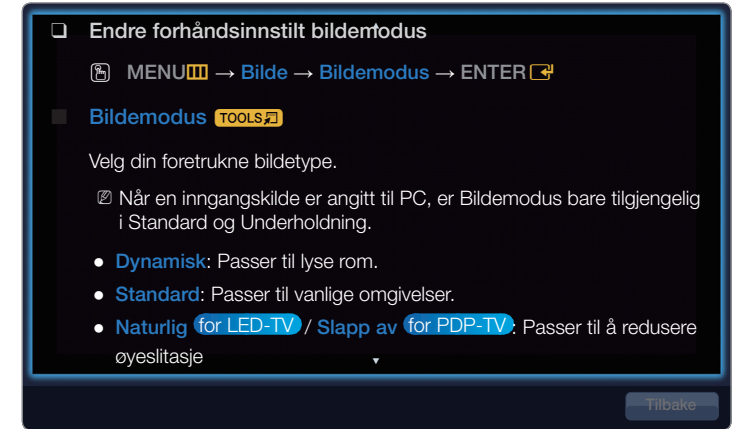 Endre forhåndsinnstilt bildemodus
MENU → Bilde → Bildemodus → ENTER
Bildemodus TOOLS
Velg din foretrukne bildetype.
Når en inngangskilde er angitt til PC, er Bildemodus bare tilgjengelig
i Standard og Underholdning.
● Dynamisk: Passer til lyse rom.
● Standard: Passer til vanlige omgivelser.
● Naturlig for LED-TV / Slapp av for PDP-TV: Passer til å redusere
øyeslitasje
Tilbake